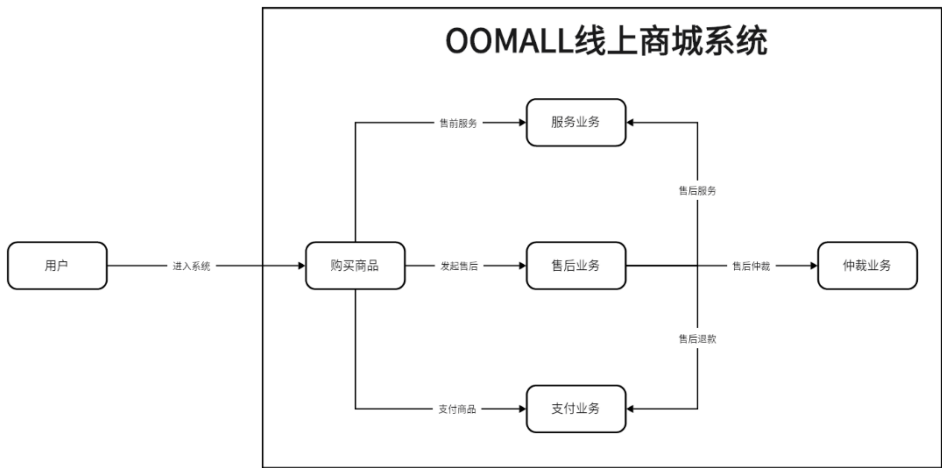 OOMALL线上商城系统
售前服务
服务业务
售后服务
用户
进入系统
购买商品
发起售后
售后业务
售后仲裁
仲裁业务
售后退款
支付商品
支付业务